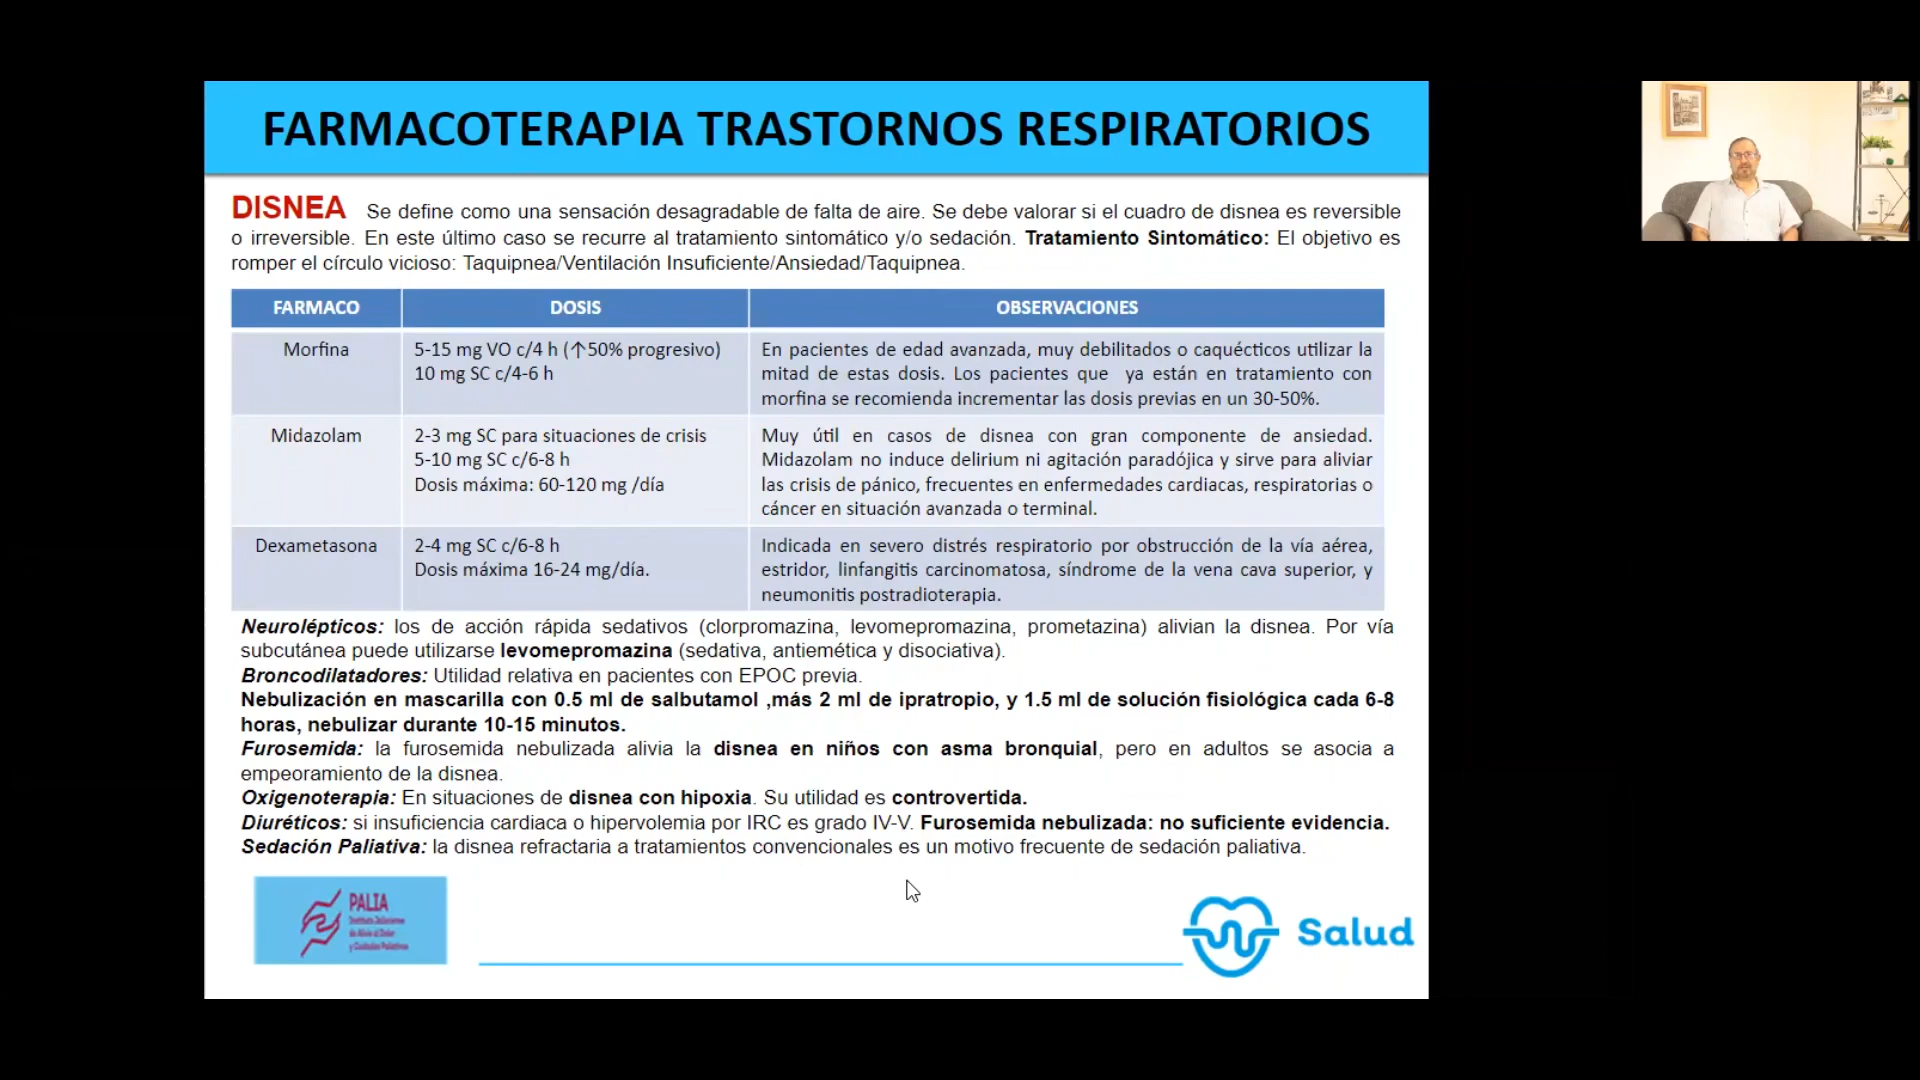 FARMACOTERAPIA TRASTORNOS RESPIRATORIOS
DISNEA Se define como una sensación desagradable de falta de aire. Se debe valorar si el cuadro de disnea es reversible
o irreversible. En este último caso se recurre al tratamiento sintomático y/o sedación. Tratamiento Sintomático: El objetivo es
romper el círculo vicioso: Taquipnea/Ventilación Insuficiente/Ansiedad/Taquipnea.
FARMACO DOSIS OBSERVACIONES
Morfina
5-15 mg VO c/4 h (↑50% progresivo)
10 mg SC c/4-6 h
En pacientes de edad avanzada, muy debilitados o caquécticos utilizar la
mitad de estas dosis. Los pacientes que ya están en tratamiento con
morfina se recomienda incrementar las dosis previas en un 30-50%.
Midazolam
2-3 mg SC para situaciones de crisis
5-10 mg SC c/6-8 h
Dosis máxima: 60-120 mg /día
Muy útil en casos de disnea con gran componente de ansiedad.
Midazolam no induce delirium ni agitación paradójica y sirve para aliviar
las crisis de pánico, frecuentes en enfermedades cardiacas, respiratorias o
cáncer en situación avanzada o terminal.
Dexametasona
2-4 mg SC c/6-8 h
Dosis máxima 16-24 mg/día.
Indicada en severo distrés respiratorio por obstrucción de la vía aérea,
estridor, linfangitis carcinomatosa, síndrome de la vena cava superior, y
neumonitis postradioterapia.
Neurolépticos: los de acción rápida sedativos (clorpromazina, levomepromazina, prometazina) alivian la disnea. Por vía
subcutánea puede utilizarse levomepromazina (sedativa, antiemética y disociativa).
Broncodilatadores: Utilidad relativa en pacientes con EPOC previa.
Nebulización en mascarilla con 0.5 ml de salbutamol ,más 2 ml de ipratropio, y 1.5 ml de solución fisiológica cada 6-8
horas, nebulizar durante 10-15 minutos.
Furosemida: la furosemida nebulizada alivia la disnea en niños con asma bronquial, pero en adultos se asocia a
empeoramiento de la disnea.
Oxigenoterapia: En situaciones de disnea con hipoxia. Su utilidad es controvertida.
Diuréticos: si insuficiencia cardiaca o hipervolemia por IRC es grado IV-V. Furosemida nebulizada: no suficiente evidencia.
Sedación Paliativa: la disnea refractaria a tratamientos convencionales es un motivo frecuente de sedación paliativa.
PALIA
Instituto Jalisciense
de Alivio al Dolor
y Cuidados Paliativos
Salud